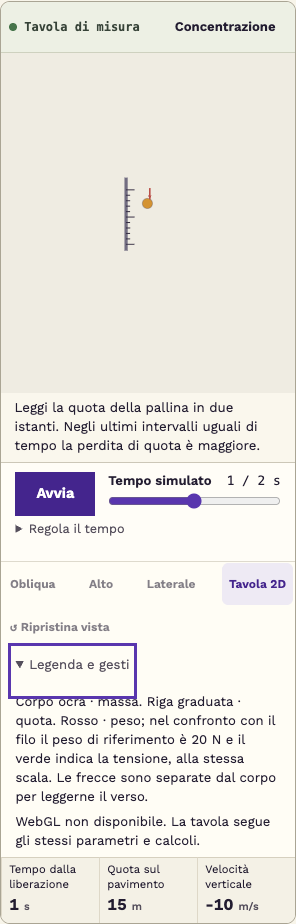 Tavola di misura
Concentrazione
Leggi la quota della pallina in due
istanti. Negli ultimi intervalli uguali di
tempo la perdita di quota è maggiore.
Avvia
Tempo simulato 1 / 2 s
▶ Regola il tempo
Obliqua Alto Laterale Tavola 2D
↺ Ripristina vista
▼ Legenda e gesti
Corpo ocra · massa. Riga graduata ·
quota. Rosso · peso; nel confronto con il
filo il peso di riferimento è 20 N e il
verde indica la tensione, alla stessa
scala. Le frecce sono separate dal corpo
per leggerne il verso.
WebGL non disponibile. La tavola segue
gli stessi parametri e calcoli.
Tempo dalla
liberazione
1 s
Quota sul
pavimento
15 m
Velocità
verticale
-10 m/s